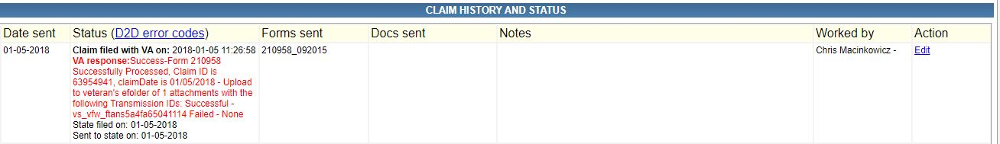 CLAIM HISTORY AND STATUS
Date sent Status (D2D error codes) Forms sent Docs sent Notes Worked by Action
01-05-2018 Claim filed with VA on: 2018-01-05 11:26:58 210958_092015 Chris Macinkowicz - Edit
VA response:Success-Form 210958
Successfully Processed, Claim ID is
63954941, claimDate is 01/05/2018 - Upload
to veteran's efolder of 1 attachments with the
following Transmission IDs: Successful -
vs_vfw_ftans5a4fa65041114 Failed - None
State filed on: 01-05-2018
Sent to state on: 01-05-2018